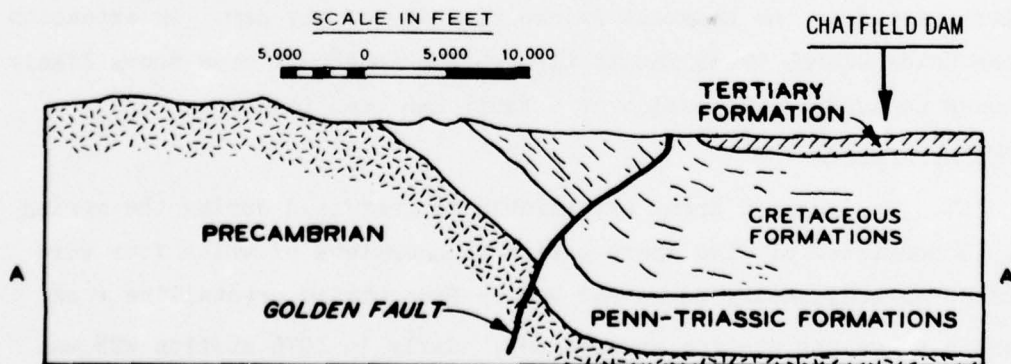 SCALE IN FEET
5,000 0 5,000 10,000
CHATFIELD DAM
TERTIARY
FORMATION
PRECAMBRIAN
CRETACEOUS
FORMATIONS
A A
GOLDEN FAULT
PENN-TRIASSIC FORMATIONS